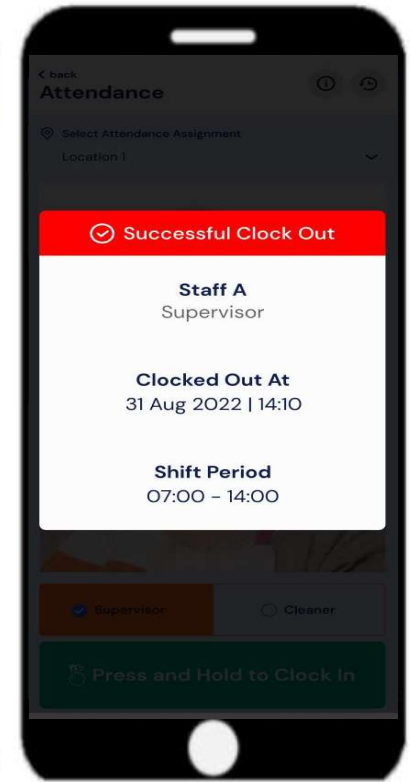 < back
Attendance
Select Attendance Assignment
Location 1
Successful Clock Out
Staff A
Supervisor
Clocked Out At
31 Aug 2022 | 14:10
Shift Period
07:00 – 14:00
Supervisor
Cleaner
Press and Hold to Clock In